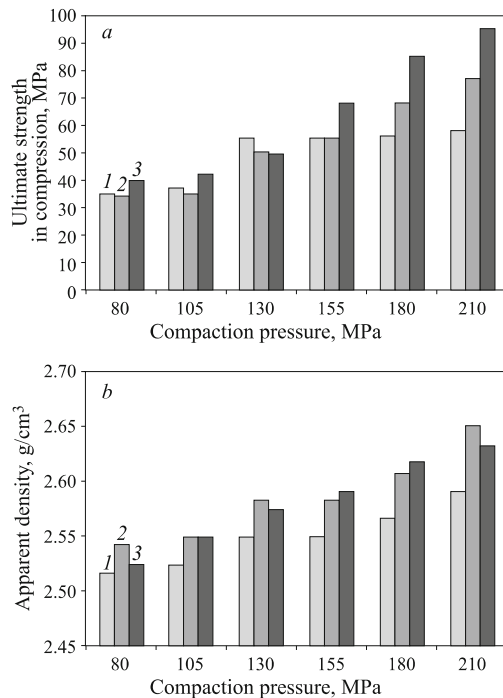 a
Ultimate strength
in compression, MPa
100
90
80
70
60
50
40
30
20
10
0
1 2 3
80 105 130 155 180 210
Compaction pressure, MPa
b
Apparent density, g/cm³
2.70
2.65
2.60
2.55
2.50
2.45
1 2 3
80 105 130 155 180 210
Compaction pressure, MPa